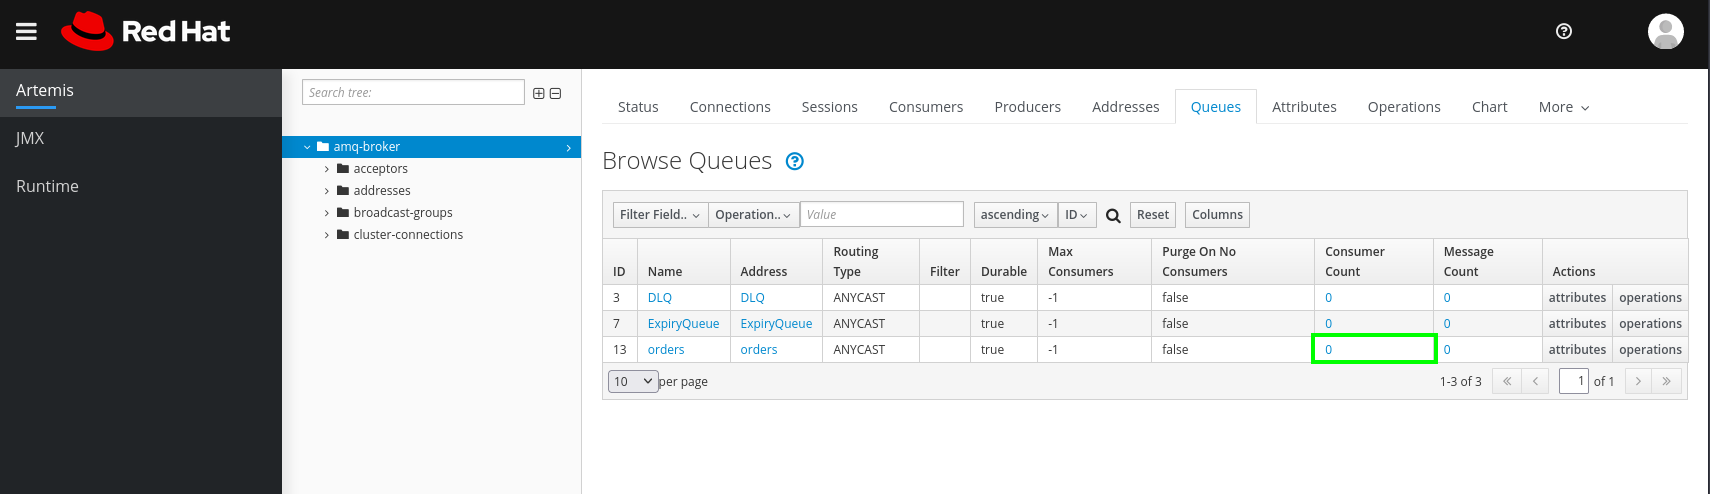 Red Hat
Artemis
JMX
Runtime
Search tree:
amq-broker
acceptors
addresses
broadcast-groups
cluster-connections
Status Connections Sessions Consumers Producers Addresses Queues Attributes Operations Chart More
Browse Queues
Filter Field.. Operation.. Value ascending ID Reset Columns
ID Name Address Routing Type Filter Durable Max Consumers Purge On No Consumers Consumer Count Message Count Actions
3 DLQ DLQ ANYCAST true -1 false 0 0 attributes operations
7 ExpiryQueue ExpiryQueue ANYCAST true -1 false 0 0 attributes operations
13 orders orders ANYCAST true -1 false 0 0 attributes operations
10 per page 1-3 of 3 1 of 1